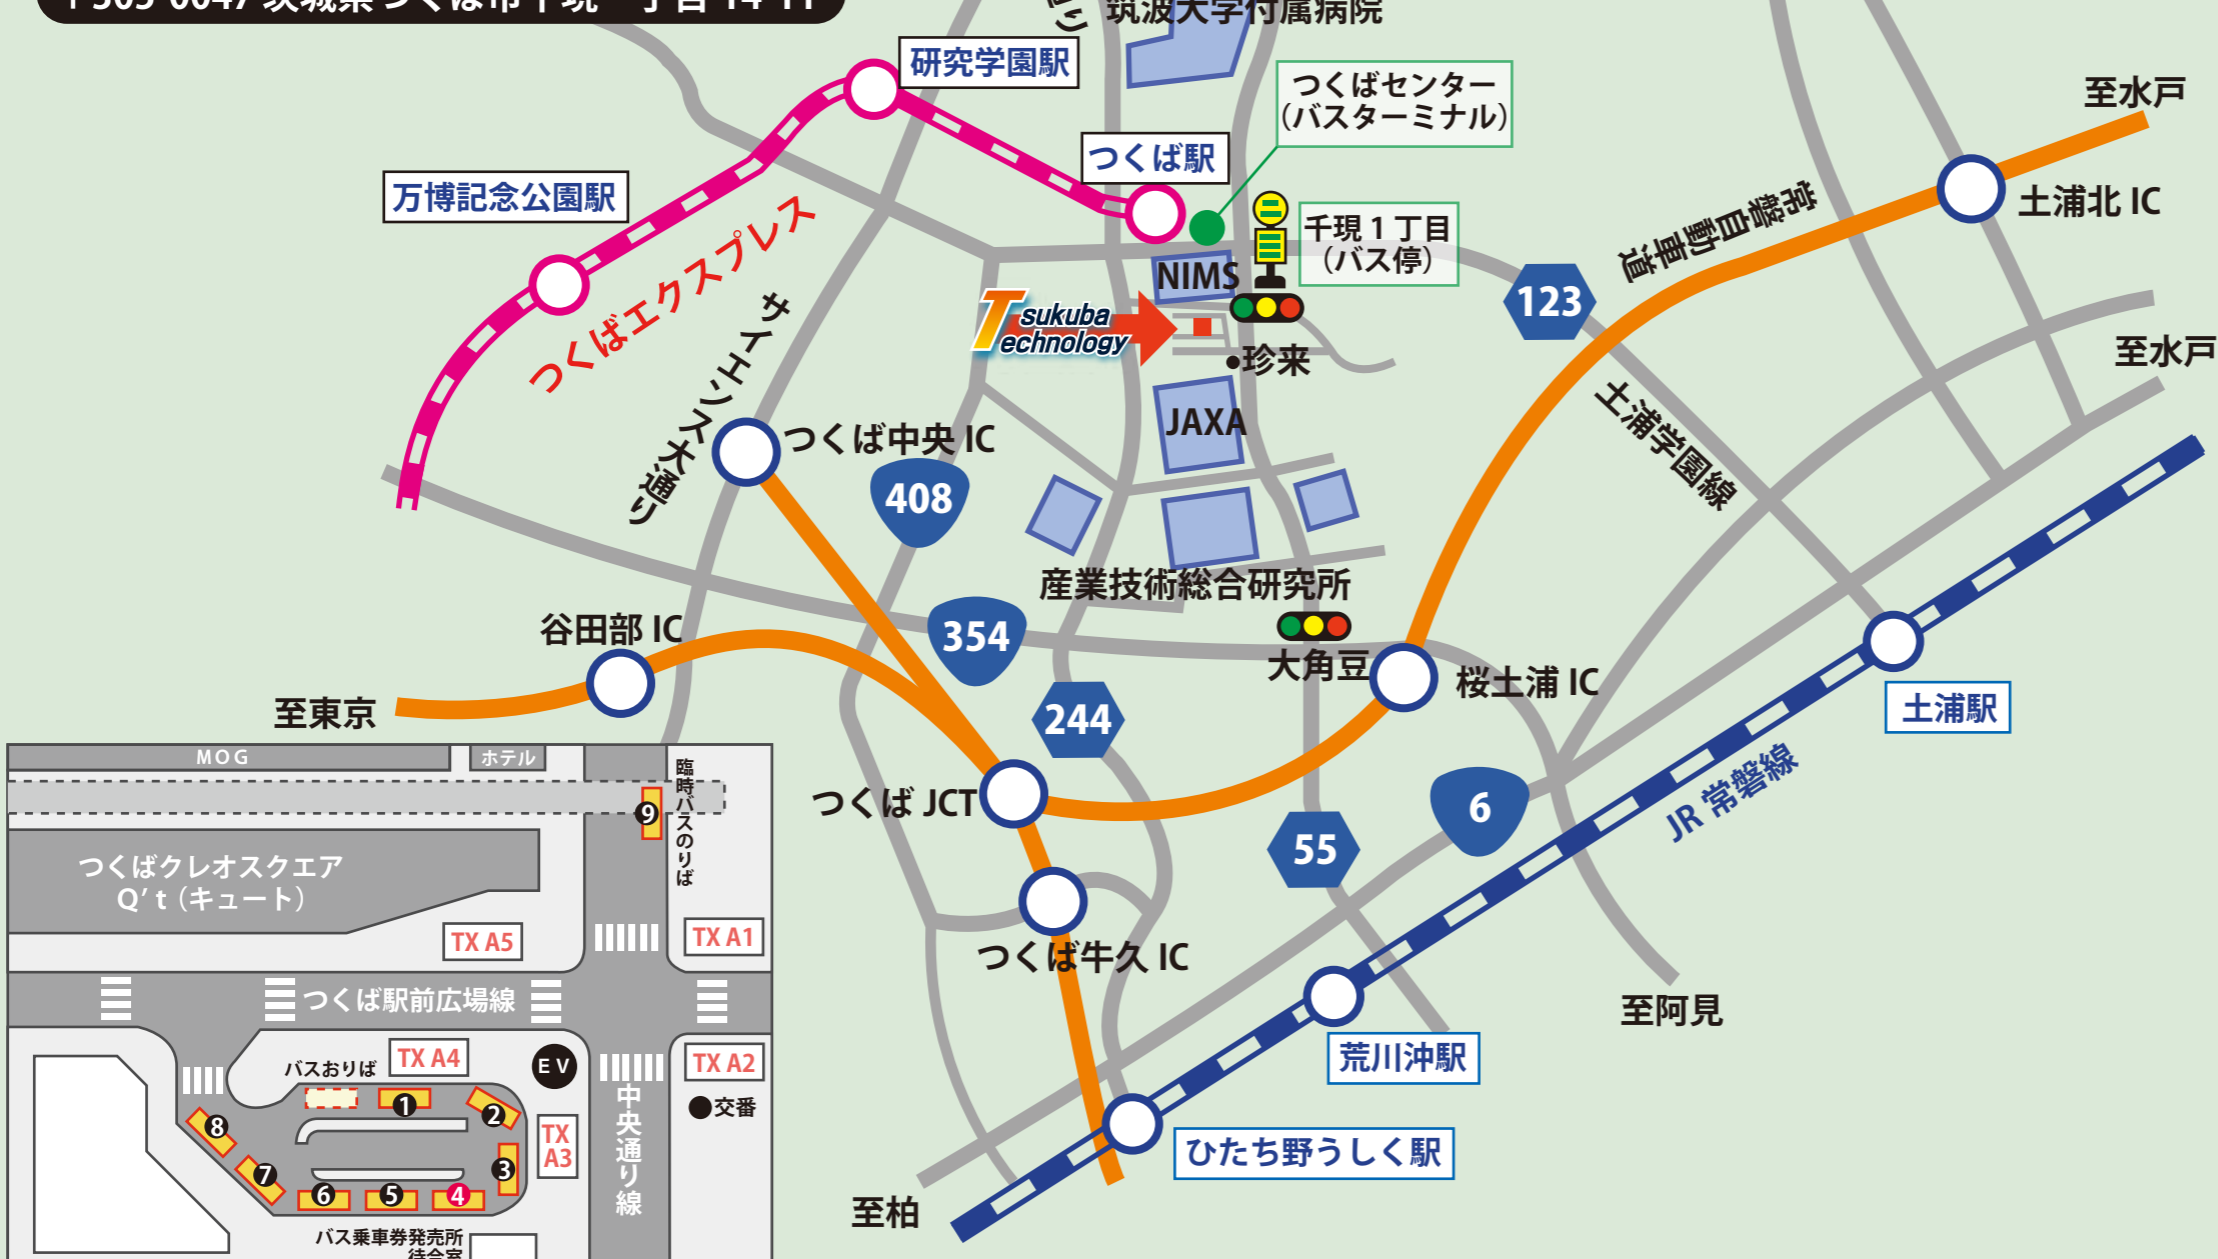 筑波大学付属病院
研究学園駅
つくばセンター
（バスターミナル）
至水戸
つくば駅
万博記念公園駅
つくばエクスプレス
千現１丁目
（バス停）
NIMS
常磐自動車道
土浦北 IC
123
サイエンス大通り
Tsukuba
Technology
•珍来
至水戸
JAXA
土浦学園線
つくば中央 IC
408
産業技術総合研究所
谷田部 IC
354
大角豆
桜土浦 IC
至東京
244
土浦駅
JR 常磐線
つくば JCT
6
55
つくば牛久 IC
至阿見
荒川沖駅
ひたち野うしく駅
至柏
MOG
ホテル
臨時バスのりば
9
つくばクレオスクエア
Q’t（キュート）
TX A5
TX A1
つくば駅前広場線
バスおりば
TX A4
EV
TX A2
●交番
中央通り線
1
2
8
TX
A3
3
7
6
5
4
バス乗車券発売所